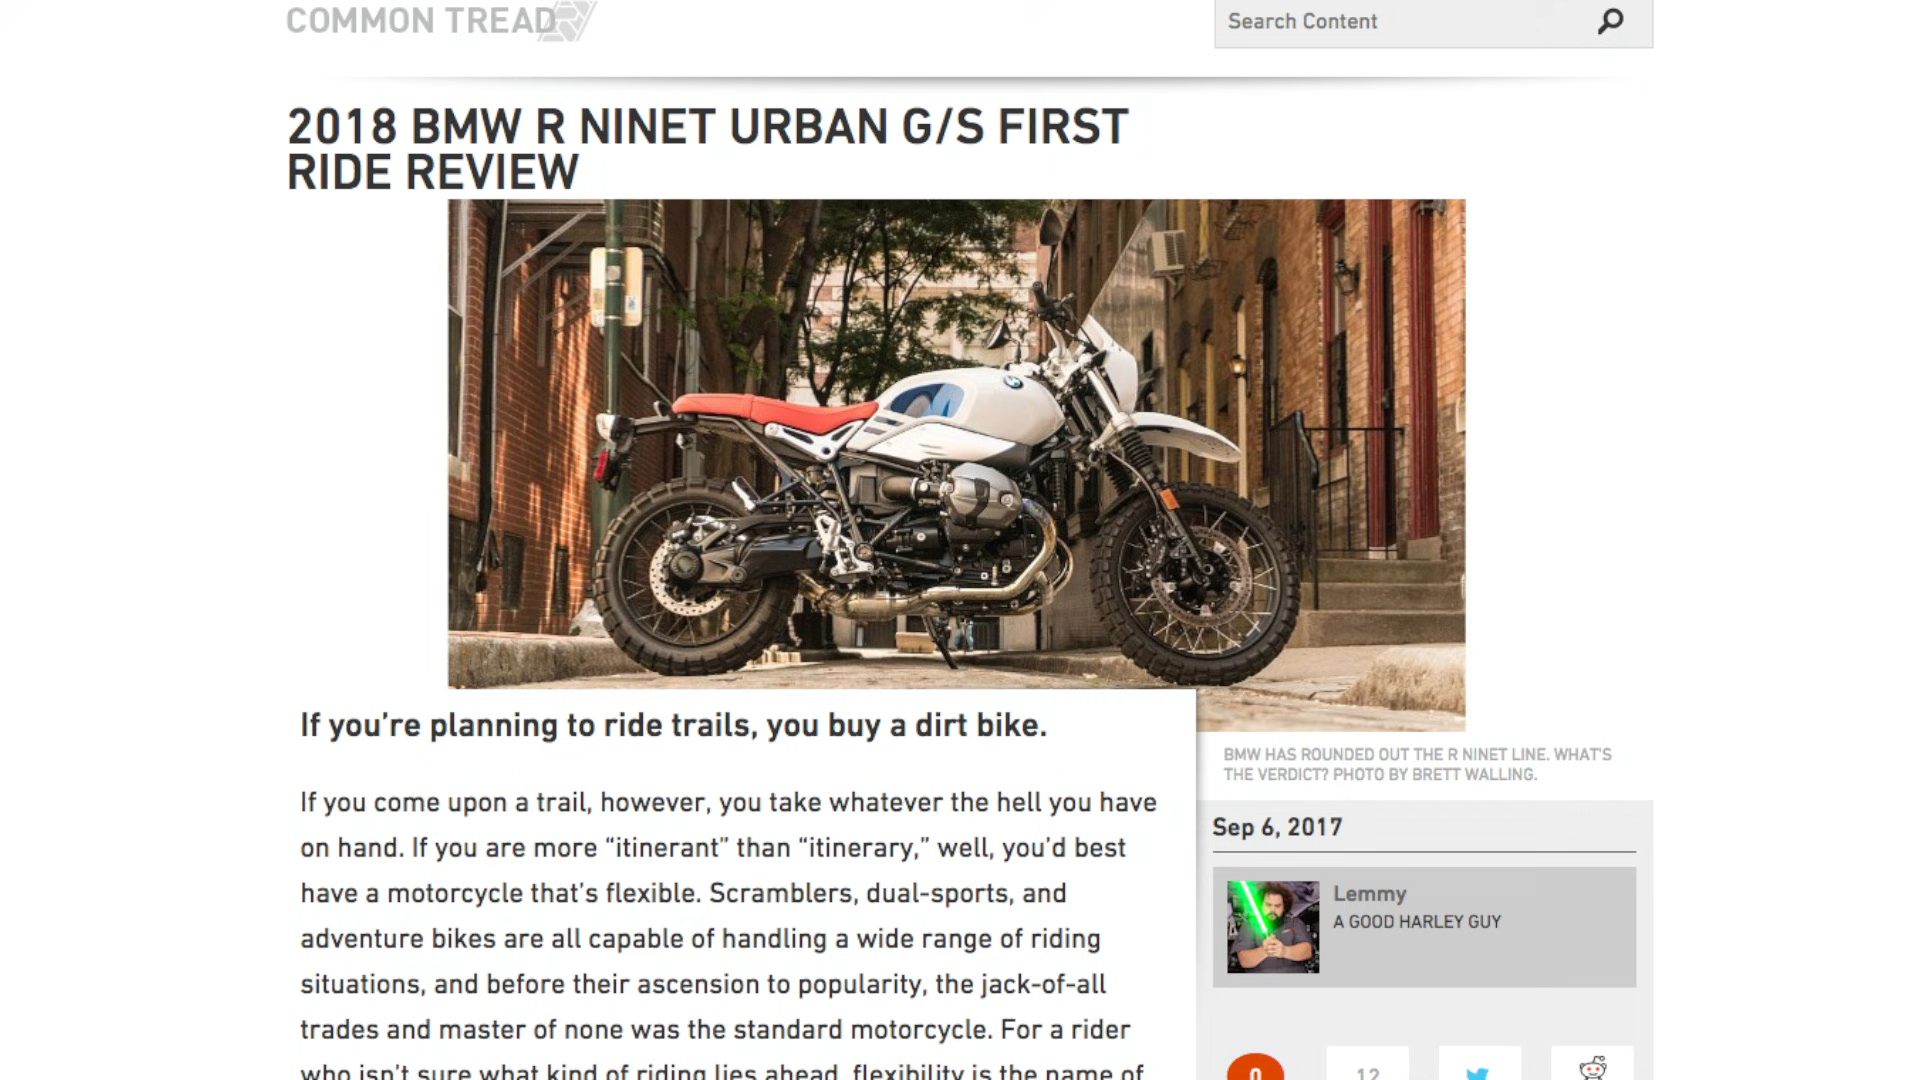 COMMON TREAD
Search Content
2018 BMW R NINET URBAN G/S FIRST
RIDE REVIEW
If you're planning to ride trails, you buy a dirt bike.
If you come upon a trail, however, you take whatever the hell you have
on hand. If you are more “itinerant” than “itinerary,” well, you’d best
have a motorcycle that’s flexible. Scramblers, dual-sports, and
adventure bikes are all capable of handling a wide range of riding
situations, and before their ascension to popularity, the jack-of-all
trades and master of none was the standard motorcycle. For a rider
who isn't sure what kind of riding lies ahead, flexibility is the name of
BMW HAS ROUNDED OUT THE R NINET LINE. WHAT'S
THE VERDICT? PHOTO BY BRETT WALLING.
Sep 6, 2017
Lemmy
A GOOD HARLEY GUY
0
12